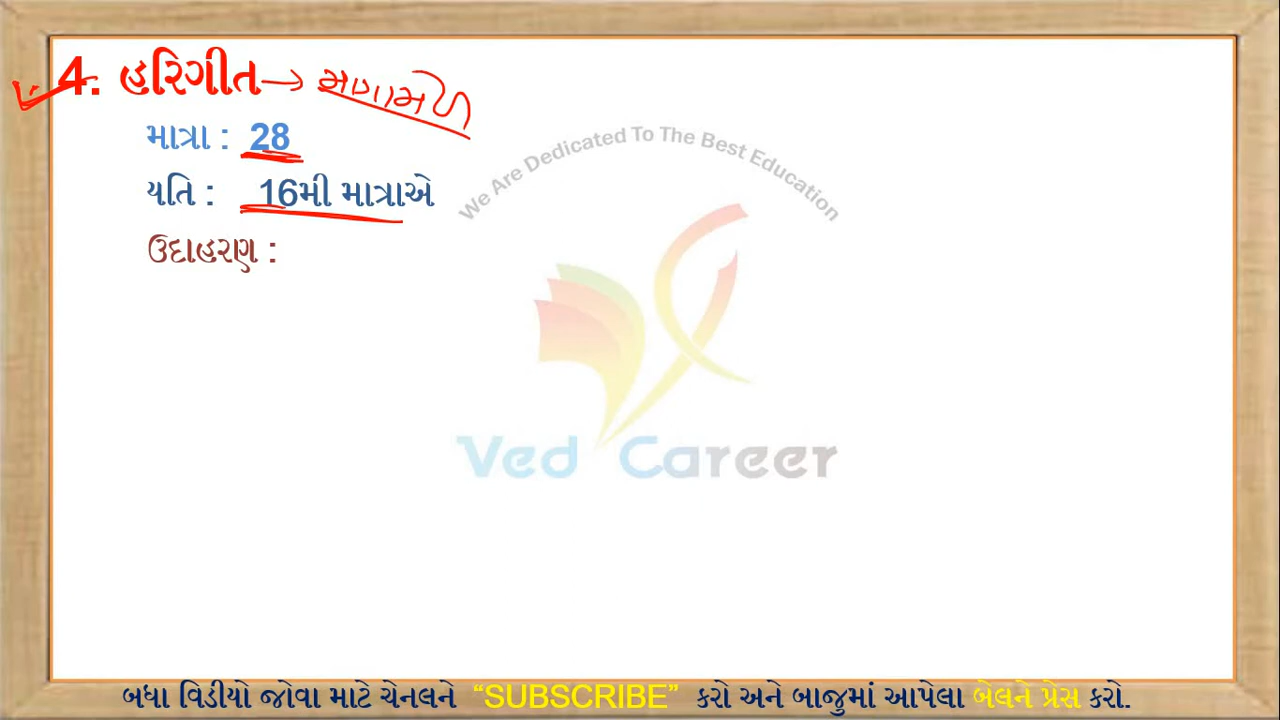 4. હરિગીત → મણામેળ
માત્રા : 28
યતિ : 16મી માત્રાએ
ઉદાહરણ :
We Are Dedicated To The Best Education
Ved Career
બધા વિડીયો જોવા માટે ચેનલને “SUBSCRIBE” કરો અને બાજુમાં આપેલા બેલને પ્રેસ કરો.